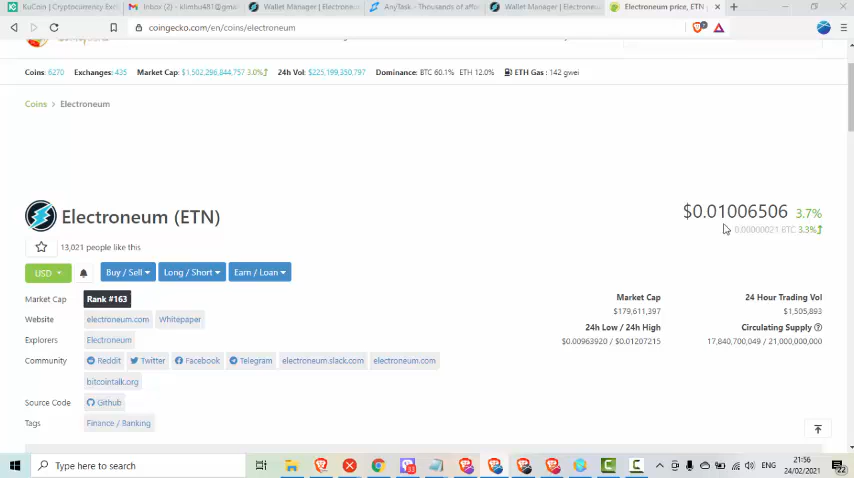 KuCoin | Cryptocurrency Exch
Inbox (2) - klimbu481@gmai
Wallet Manager | Electroneum
AnyTask - Thousands of affor
Wallet Manager | Electroneum
Electroneum price, ETN
coingecko.com/en/coins/electroneum
Coins: 6270 Exchanges: 435 Market Cap: $1,502,296,844,757 3.0% 24h Vol: $225,199,350,797 Dominance: BTC 60.1% ETH 12.0% ETH Gas: 142 gwei
Coins Electroneum
Electroneum (ETN)
$0.01006506 3.7%
0.00000021 BTC 3.3%
13,021 people like this
USD Buy / Sell Long / Short Earn / Loan
Market Cap Rank #163
Market Cap 24 Hour Trading Vol
$179,611,397 $1,505,893
Website electroneum.com Whitepaper
24h Low / 24h High Circulating Supply
$0.00963920 / $0.01207215 17,840,700,049 / 21,000,000,000
Explorers Electroneum
Community Reddit Twitter Facebook Telegram electroneum.slack.com electroneum.com
bitcointalk.org
Source Code Github
Tags Finance / Banking
Type here to search
ENG
21:56
24/02/2021
22